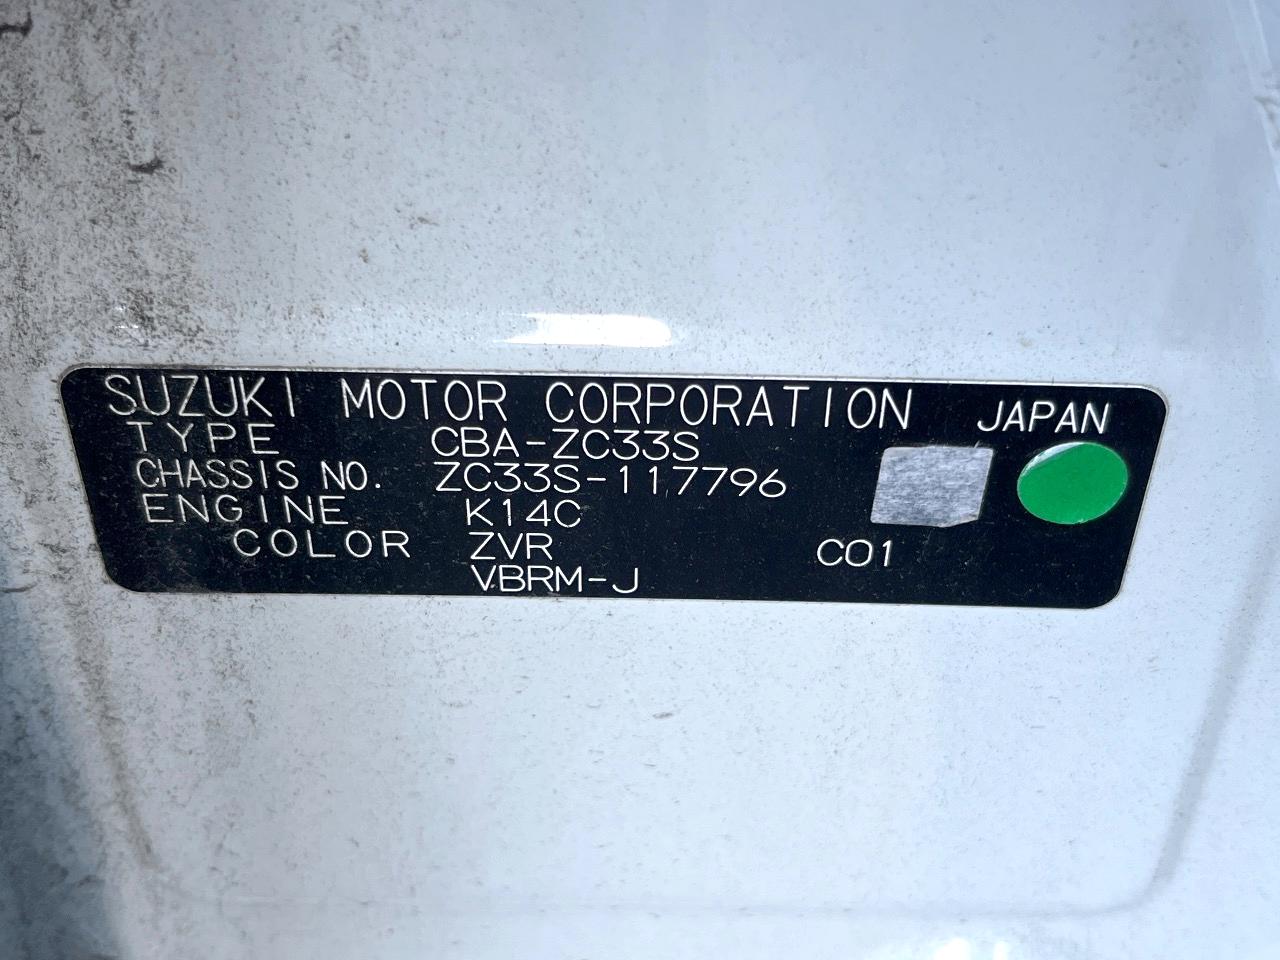 SUZUKI MOTOR CORPORATION JAPAN
TYPE CBA-ZC33S
CHASSIS NO. ZC33S-117796
ENGINE K14C
COLOR ZVR C01
VBRM-J